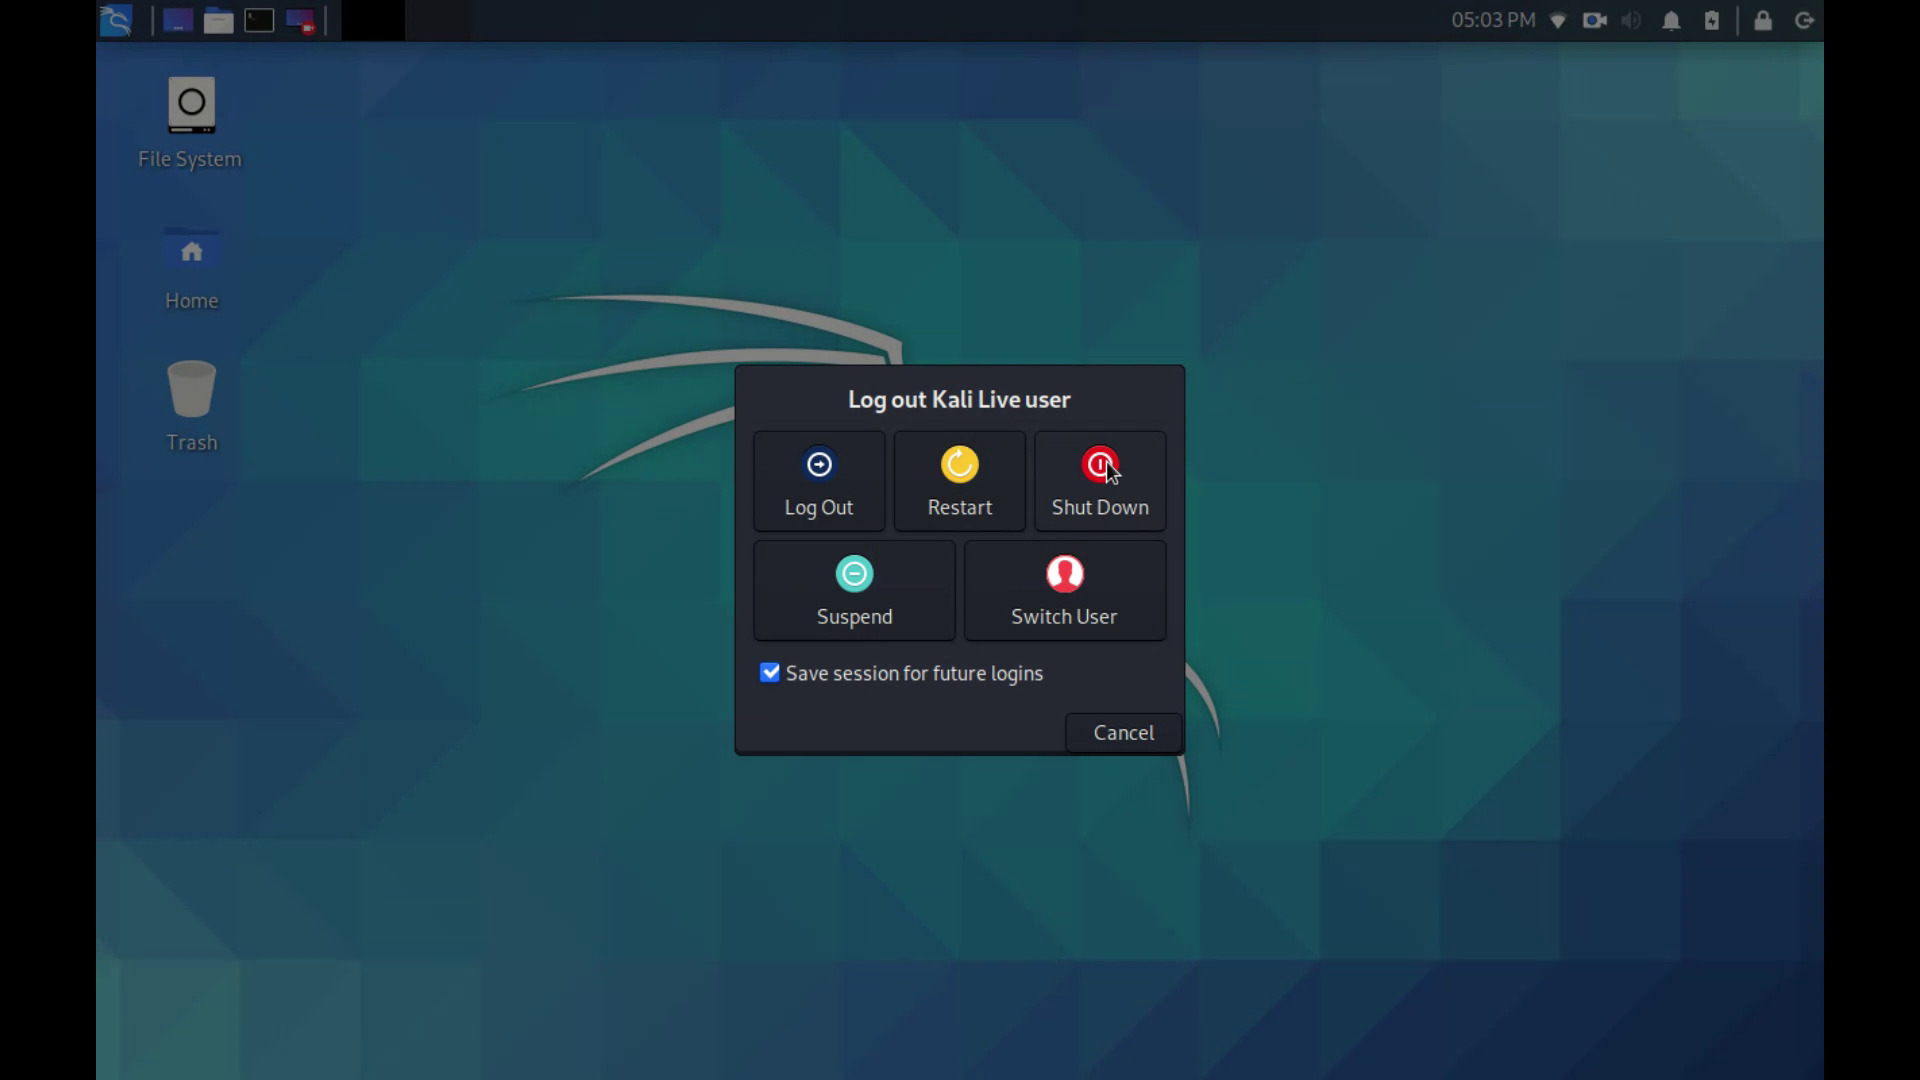 05:03 PM
File System
Home
Trash
Log out Kali Live user
Log Out
Restart
Shut Down
Suspend
Switch User
Save session for future logins
Cancel